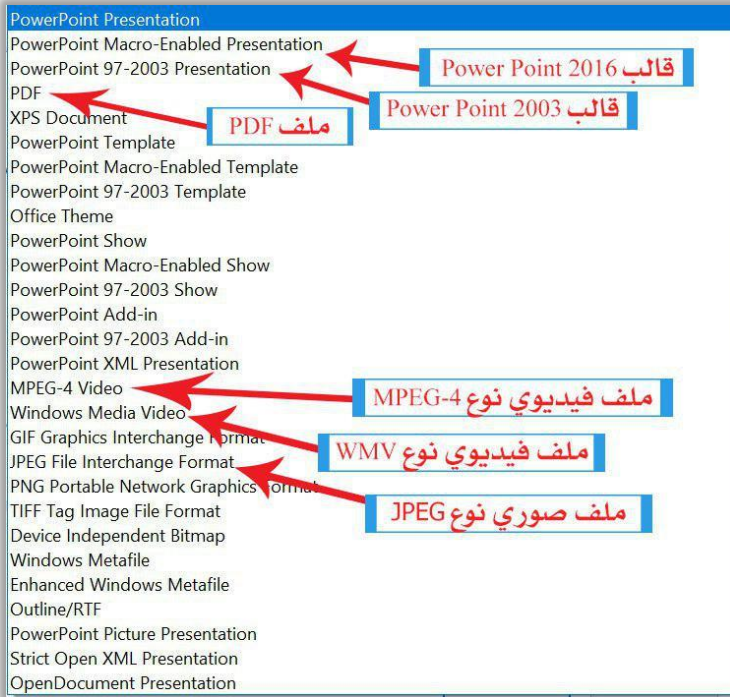 PowerPoint Presentation
PowerPoint Macro-Enabled Presentation
قالب Power Point 2016
PowerPoint 97-2003 Presentation
قالب Power Point 2003
PDF
ملف PDF
XPS Document
PowerPoint Template
PowerPoint Macro-Enabled Template
PowerPoint 97-2003 Template
Office Theme
PowerPoint Show
PowerPoint Macro-Enabled Show
PowerPoint 97-2003 Show
PowerPoint Add-in
PowerPoint 97-2003 Add-in
PowerPoint XML Presentation
MPEG-4 Video
ملف فيديوي نوع MPEG-4
Windows Media Video
GIF Graphics Interchange Format
ملف فيديوي نوع WMV
JPEG File Interchange Format
PNG Portable Network Graphics Format
TIFF Tag Image File Format
ملف صوري نوع JPEG
Device Independent Bitmap
Windows Metafile
Enhanced Windows Metafile
Outline/RTF
PowerPoint Picture Presentation
Strict Open XML Presentation
OpenDocument Presentation